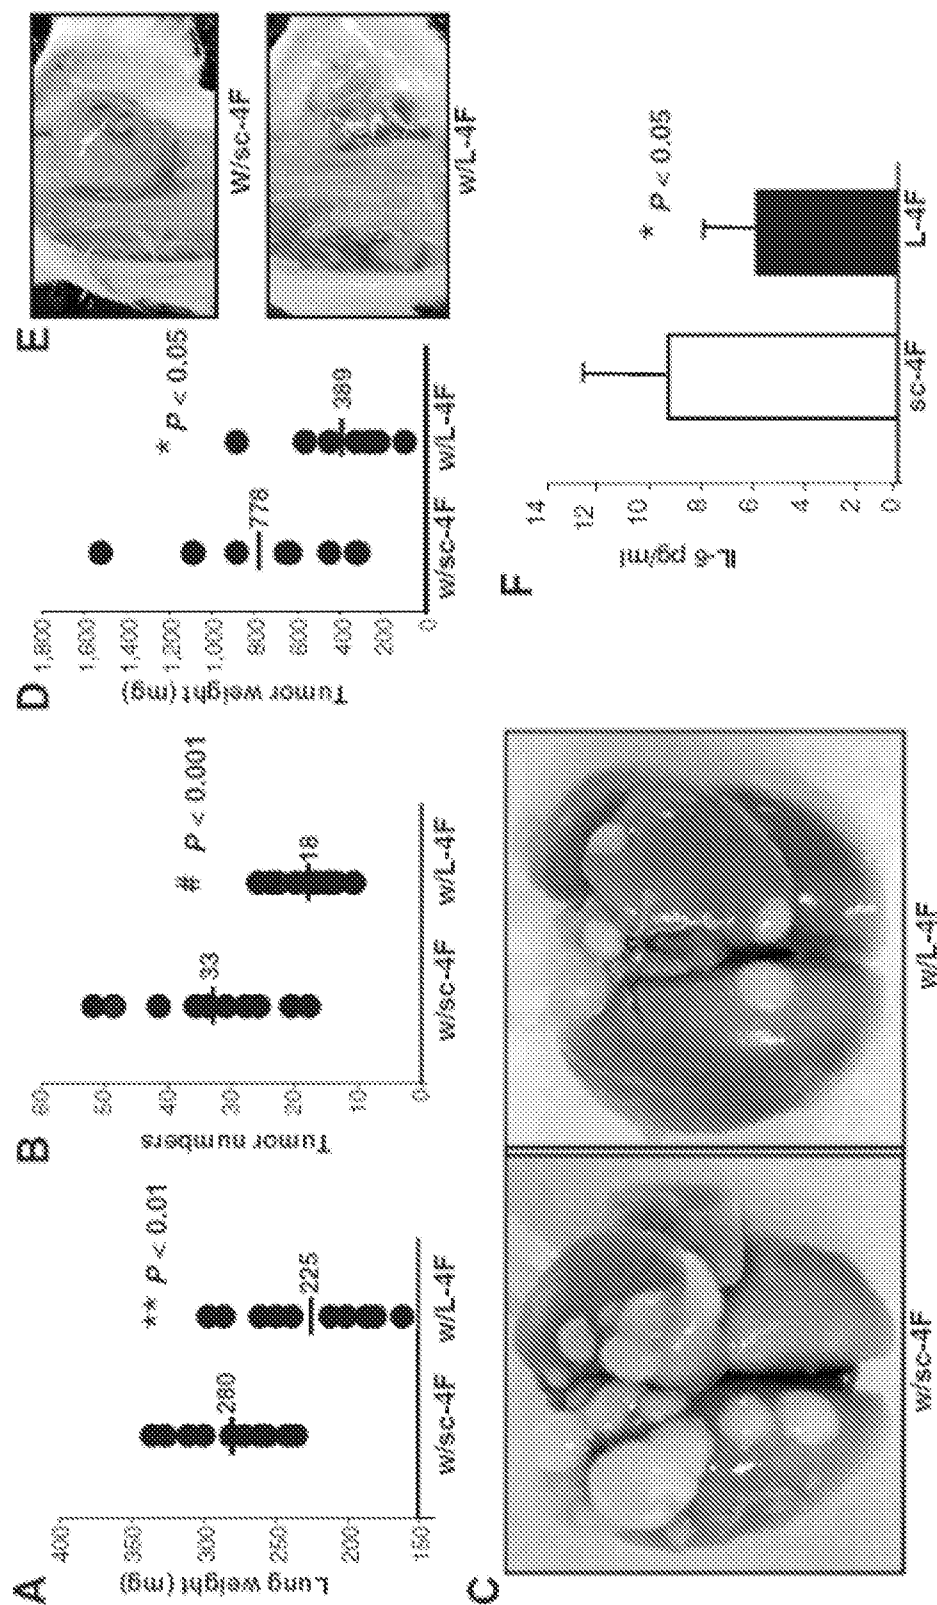 A
Lung weight (mg)
400
350
300
250
200
150
280
225
** P < 0.01
w/sc-4F
w/L-4F
B
Tumor numbers
60
50
40
30
20
10
0
33
18
# P < 0.001
w/sc-4F
w/L-4F
C
w/sc-4F
w/L-4F
D
Tumor weight (mg)
1,800
1,600
1,400
1,200
1,000
800
600
400
200
0
778
389
* P < 0.05
w/sc-4F
w/L-4F
E
W/sc-4F
w/L-4F
F
IL-6 pg/ml
14
12
10
8
6
4
2
0
* P < 0.05
sc-4F
L-4F